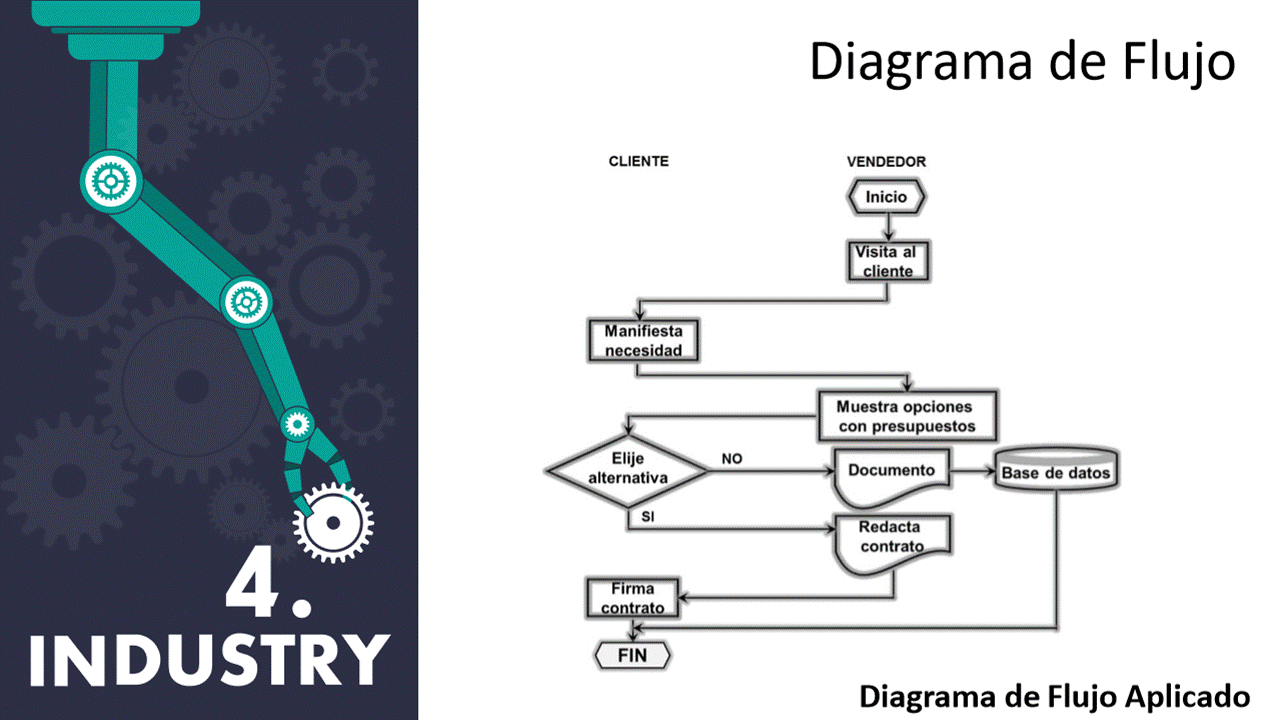 Diagrama de Flujo
CLIENTE
VENDEDOR
Inicio
Visita al
cliente
Manifiesta
necesidad
Muestra opciones
con presupuestos
Elije
alternativa
NO
Documento
Base de datos
SI
Redacta
contrato
Firma
contrato
FIN
4.
INDUSTRY
Diagrama de Flujo Aplicado